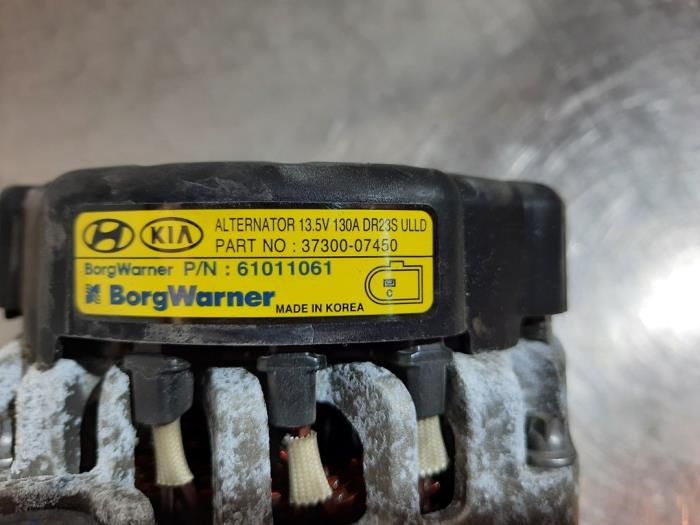 KIA ALTERNATOR 13.5V 130A DR23S ULLD
PART NO : 37300-07450
BorgWarner P/N : 61011061
BorgWarner MADE IN KOREA
C